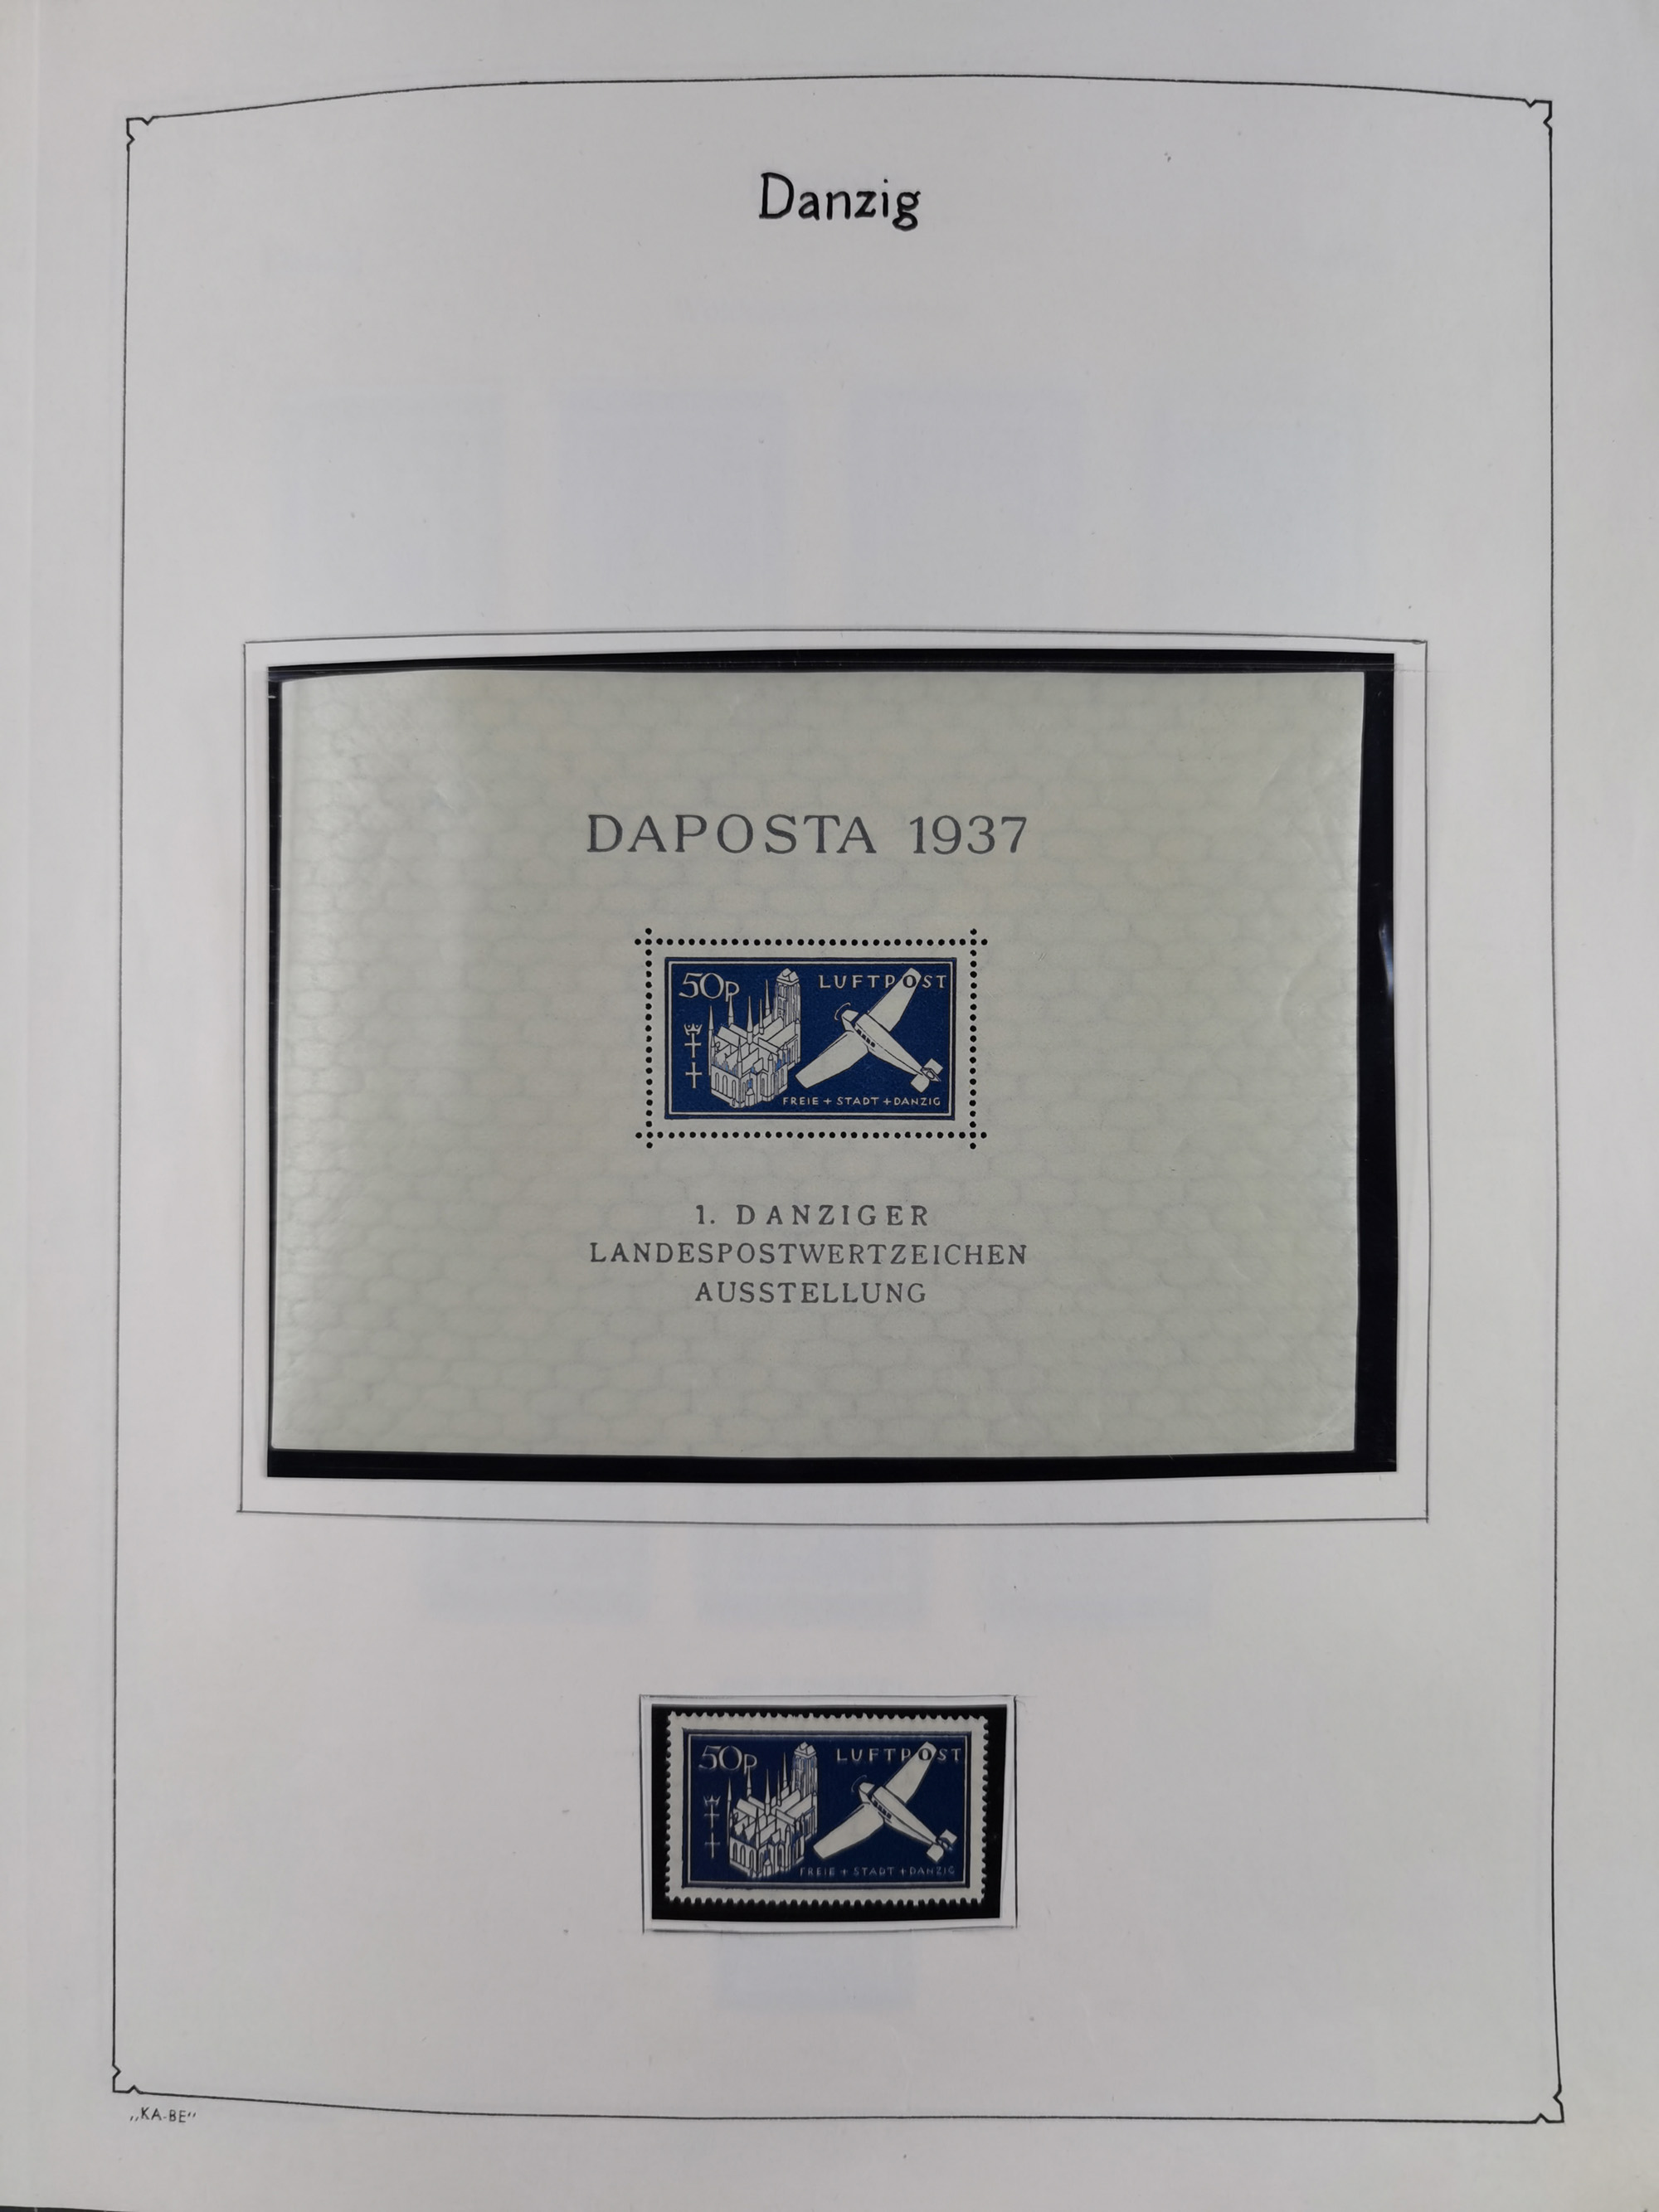 Danzig
DAPOSTA 1937
50p LUFTPOST
FREIE + STADT + DANZIG
1. DANZIGER
LANDESPOSTWERTZEICHEN
AUSSTELLUNG
50p LUFTPOST
FREIE + STADT + DANZIG
„KA-BE“